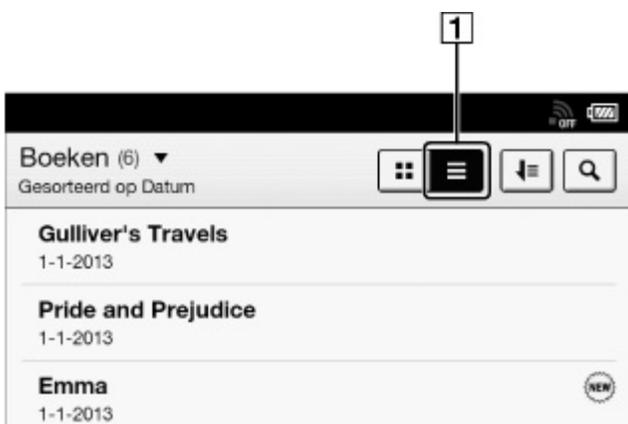 1
OFF
Boeken (6)
Gesorteerd op Datum
Gulliver's Travels
1-1-2013
Pride and Prejudice
1-1-2013
Emma
NEW
1-1-2013